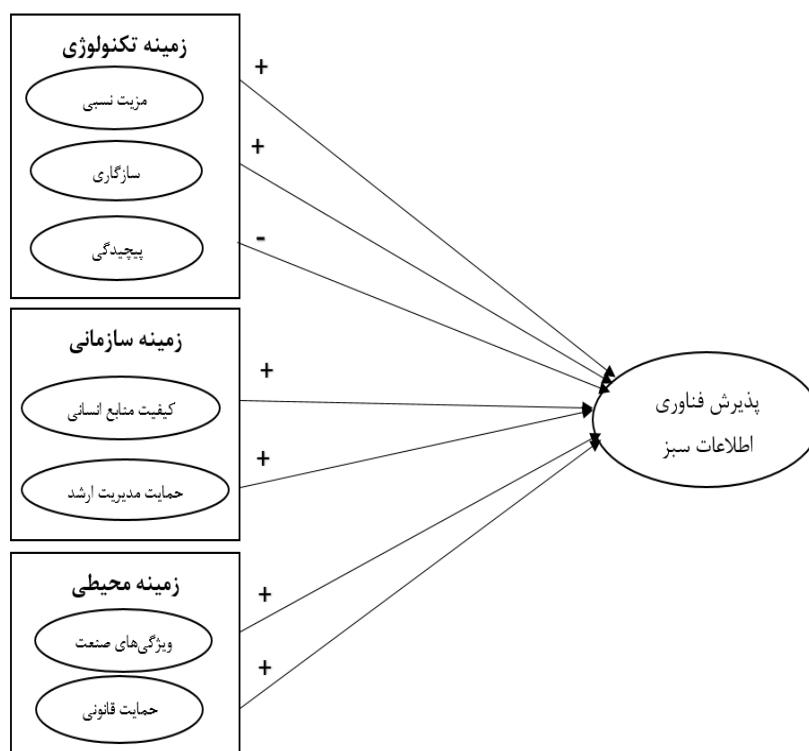 زمینه تکنولوژی
+
مزیت نسبی
+
سازگاری
-
پیچیدگی
زمینه سازمانی
+
کیفیت منابع انسانی
+
حمایت مدیریت ارشد
زمینه محیطی
+
ویژگی‌های صنعت
+
حمایت قانونی
پذیرش فناوری
اطلاعات سبز